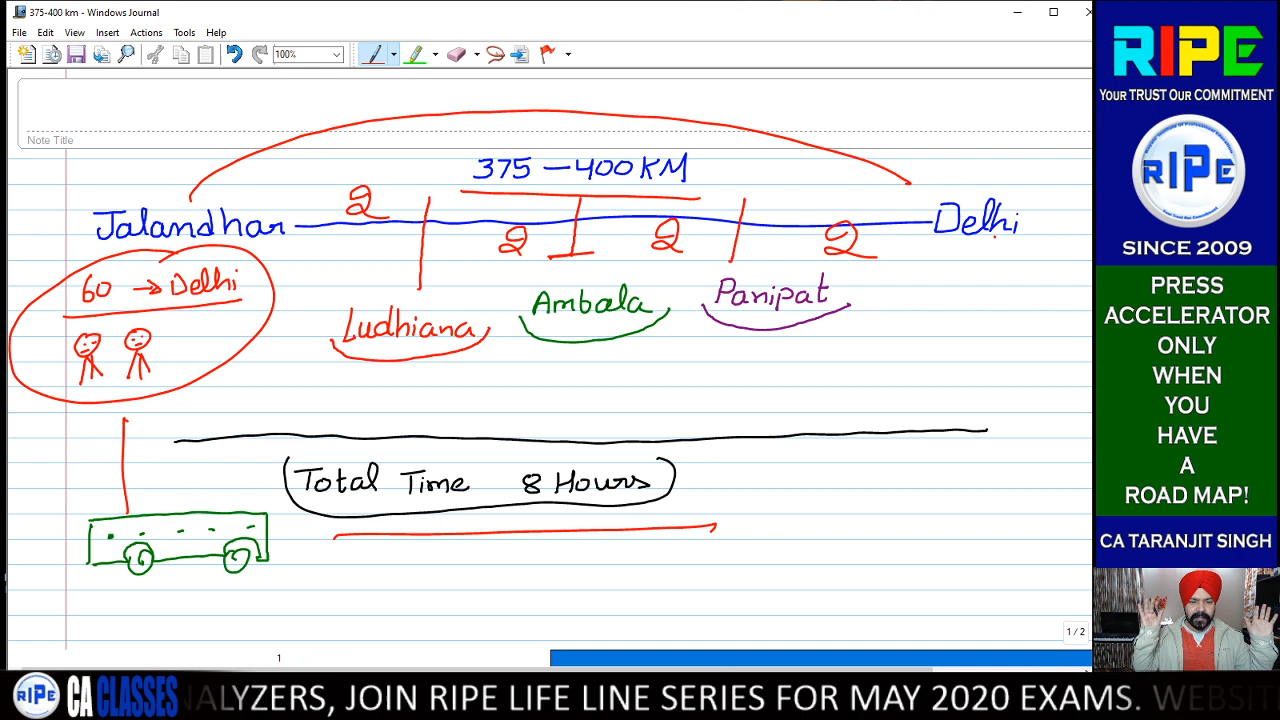 375-400 km - Windows Journal
File Edit View Insert Actions Tools Help
100%
Note Title
375 - 400 KM
Jalandhar 2 2 2 2 Delhi
60 → Delhi
Ludhiana
Ambala
Panipat
Total Time 8 Hours
1 / 2
1
RIPE
YOUR TRUST OUR COMMITMENT
RIPE
SINCE 2009
PRESS
ACCELERATOR
ONLY
WHEN
YOU
HAVE
A
ROAD MAP!
CA TARANJIT SINGH
RIPE CA CLASSES
NALYZERS, JOIN RIPE LIFE LINE SERIES FOR MAY 2020 EXAMS. WEBSIT